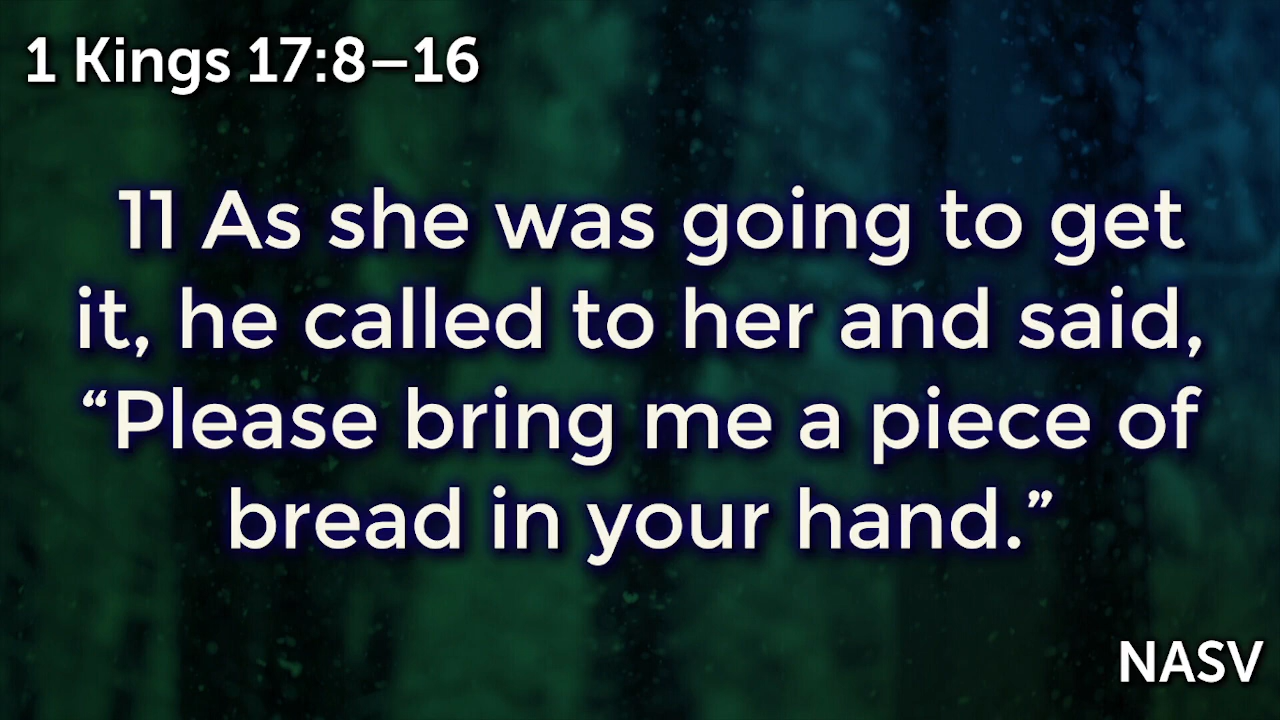 1 Kings 17:8–16
11 As she was going to get
it, he called to her and said,
“Please bring me a piece of
bread in your hand.”
NASV